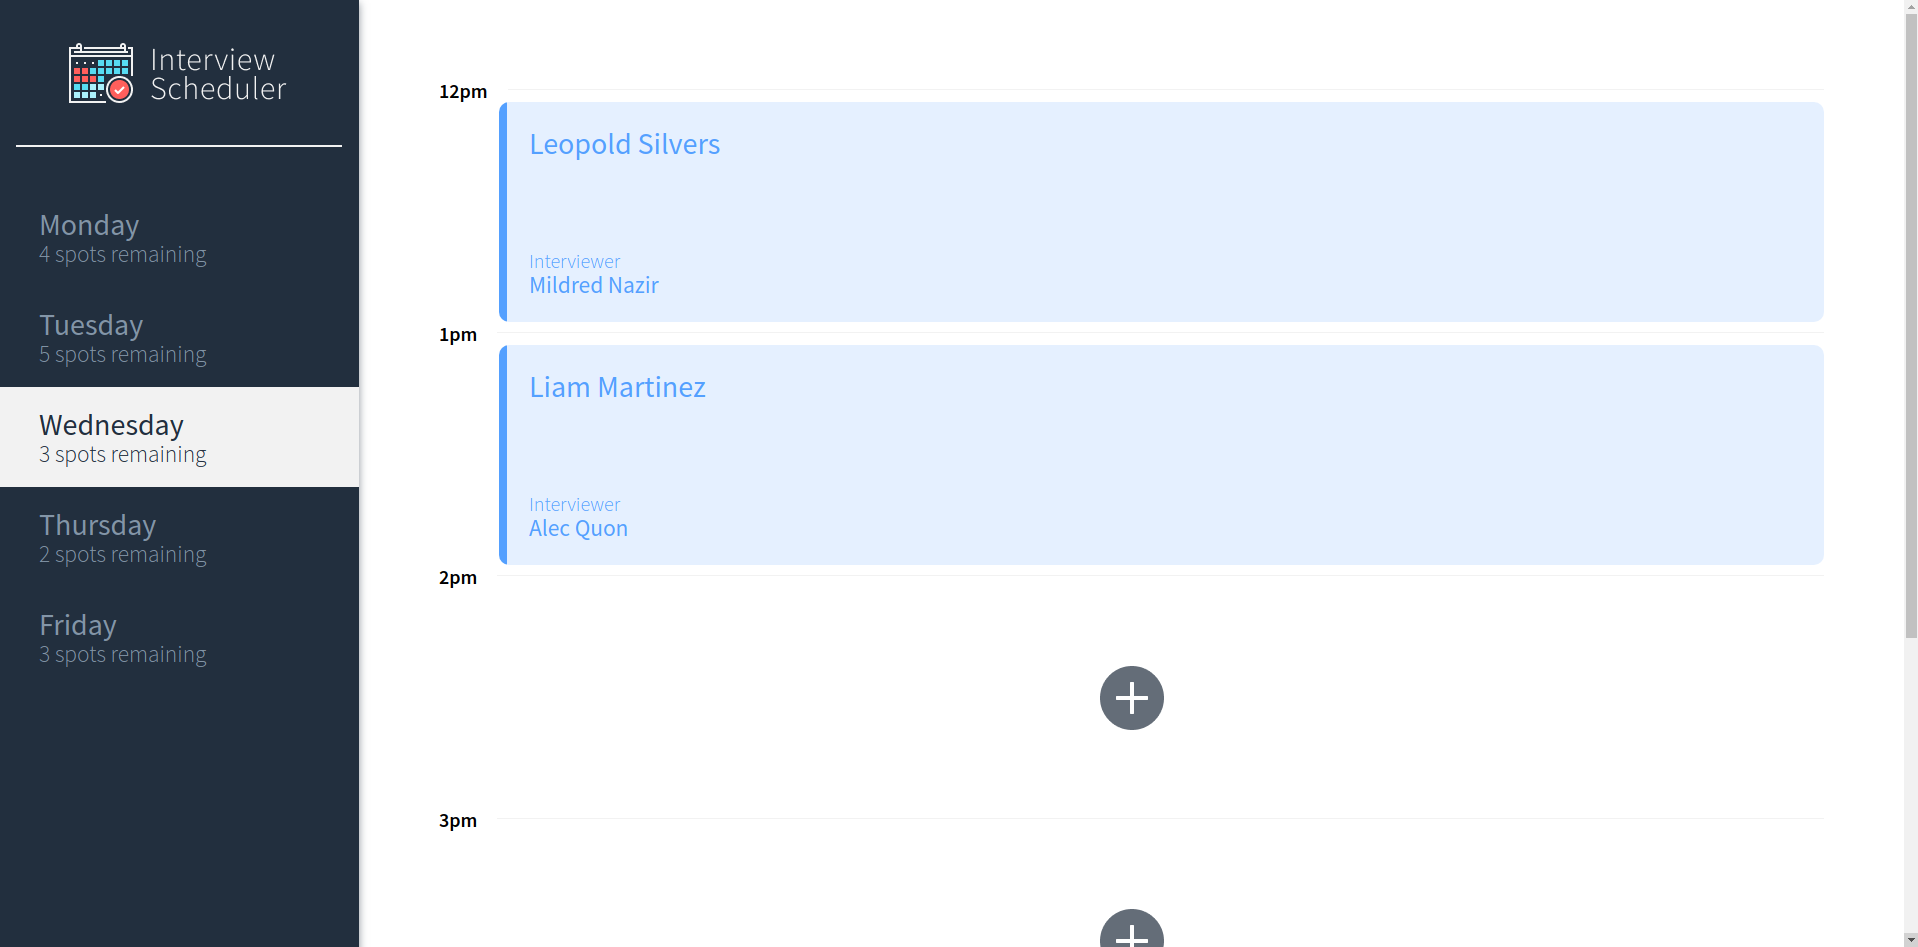 Interview
Scheduler
Monday
4 spots remaining
Tuesday
5 spots remaining
Wednesday
3 spots remaining
Thursday
2 spots remaining
Friday
3 spots remaining
12pm
Leopold Silvers
Interviewer
Mildred Nazir
1pm
Liam Martinez
Interviewer
Alec Quon
2pm
3pm